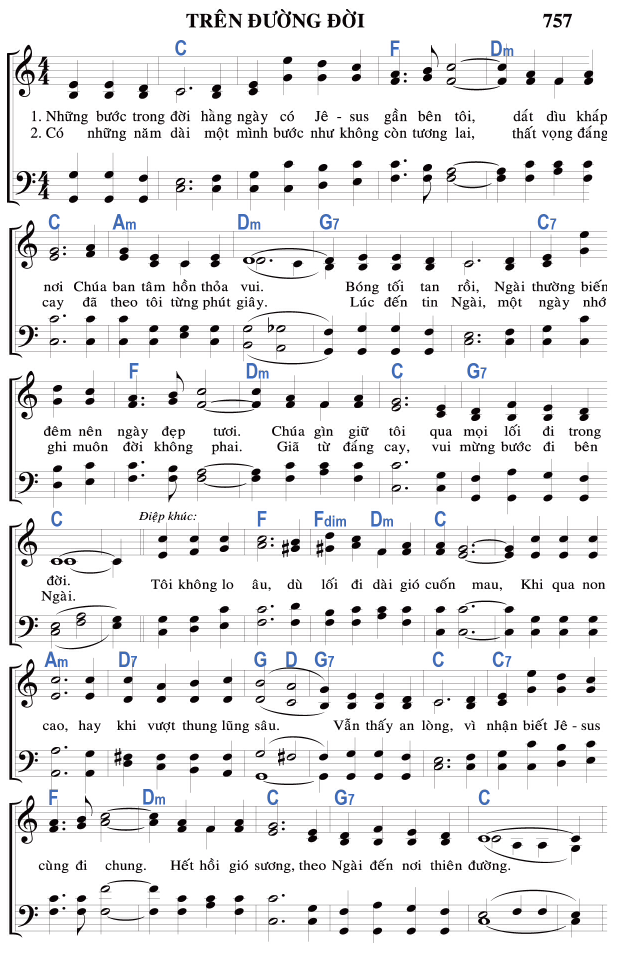 TRÊN ĐƯỜNG ĐỜI 757
C F Dm
1. Những bước trong đời hàng ngày có Jê - sus gần bên tôi, dắt dìu khắp
2. Có những năm dài một mình bước như không còn tương lai, thất vọng đắng
C Am Dm G7 C7
nơi Chúa ban tâm hồn thỏa vui. Bóng tối tan rồi, Ngài thường biến
cay đã theo tôi từng phút giây. Lúc đến tin Ngài, một ngày nhớ
F Dm C G7
đêm nên ngày đẹp tươi. Chúa gìn giữ tôi qua mọi lối đi trong
ghi muôn đời không phai. Giã từ đắng cay, vui mừng bước đi bên
C Điệp khúc: F Fdim Dm C
đời. Tôi không lo âu, dù lối đi dài gió cuốn mau, Khi qua non
Ngài.
Am D7 G D G7 C C7
cao, hay khi vượt thung lũng sâu. Vẫn thấy an lòng, vì nhận biết Jê - sus
F Dm C G7 C
cùng đi chung. Hết hồi gió sương, theo Ngài đến nơi thiên đường.